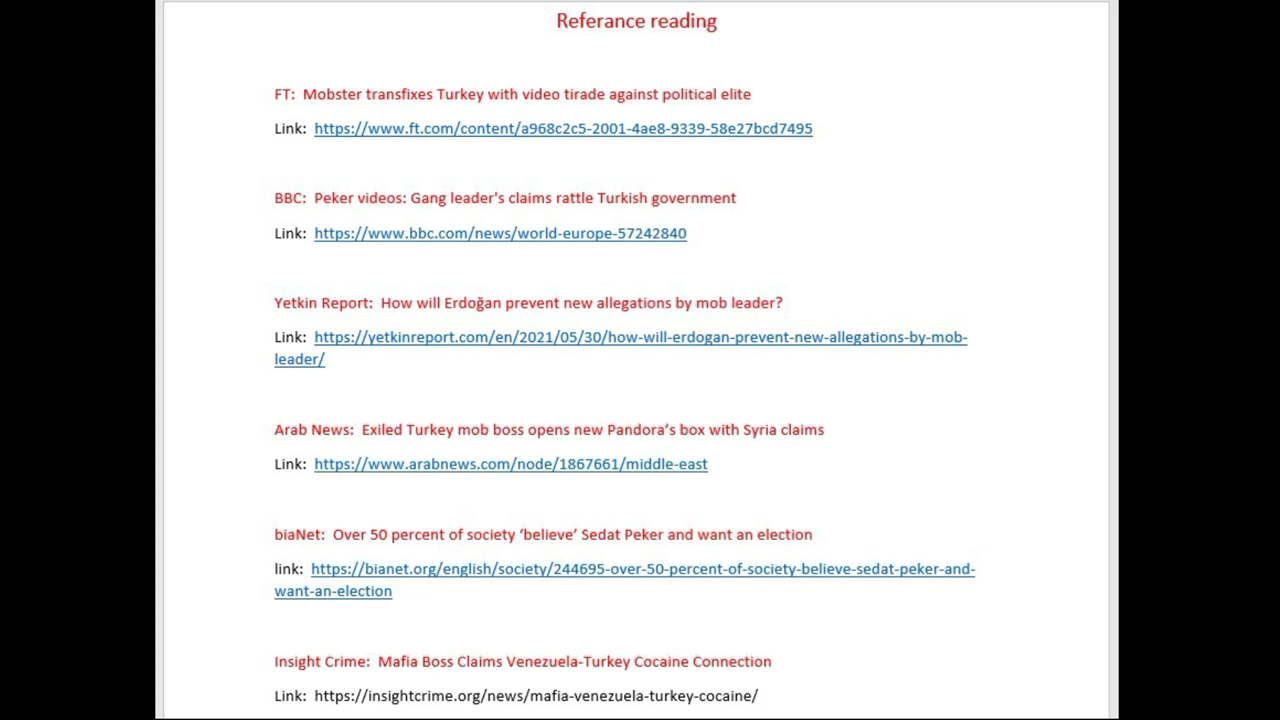 Referance reading
FT:  Mobster transfixes Turkey with video tirade against political elite
Link:  https://www.ft.com/content/a968c2c5-2001-4ae8-9339-58e27bcd7495
BBC:  Peker videos: Gang leader's claims rattle Turkish government
Link:  https://www.bbc.com/news/world-europe-57242840
Yetkin Report:  How will Erdoğan prevent new allegations by mob leader?
Link:  https://yetkinreport.com/en/2021/05/30/how-will-erdogan-prevent-new-allegations-by-mob-
leader/
Arab News:  Exiled Turkey mob boss opens new Pandora’s box with Syria claims
Link:  https://www.arabnews.com/node/1867661/middle-east
biaNet:  Over 50 percent of society ‘believe’ Sedat Peker and want an election
link:  https://bianet.org/english/society/244695-over-50-percent-of-society-believe-sedat-peker-and-
want-an-election
Insight Crime:  Mafia Boss Claims Venezuela-Turkey Cocaine Connection
Link:  https://insightcrime.org/news/mafia-venezuela-turkey-cocaine/